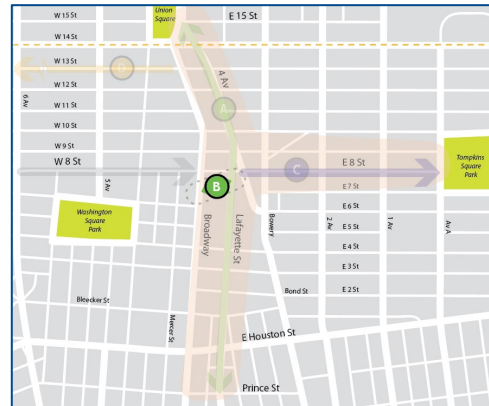 Union
Square
W 15 St
E 15 St
W 14 St
W 13 St
D
W 12 St
4 Av
6 Av
W 11 St
A
W 10 St
W 9 St
W 8 St
C
E 8 St
Tompkins
Square
Park
5 Av
B
E 7 St
E 6 St
Washington
Square
Park
Broadway
Lafayette St
Bowery
2 Av
1 Av
Av A
E 5 St
E 4 St
E 3 St
Bleecker St
Bond St
E 2 St
Mercer St
E Houston St
Prince St